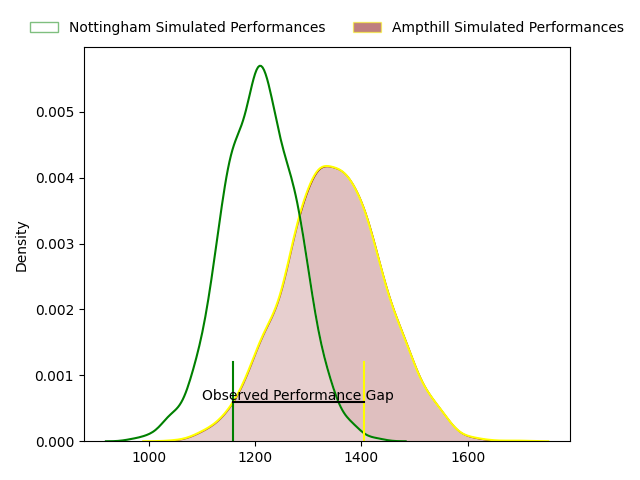 Nottingham Simulated Performances
Ampthill Simulated Performances
Density
0.005
0.004
0.003
0.002
0.001
0.000
Observed Performance Gap
1000
1200
1400
1600